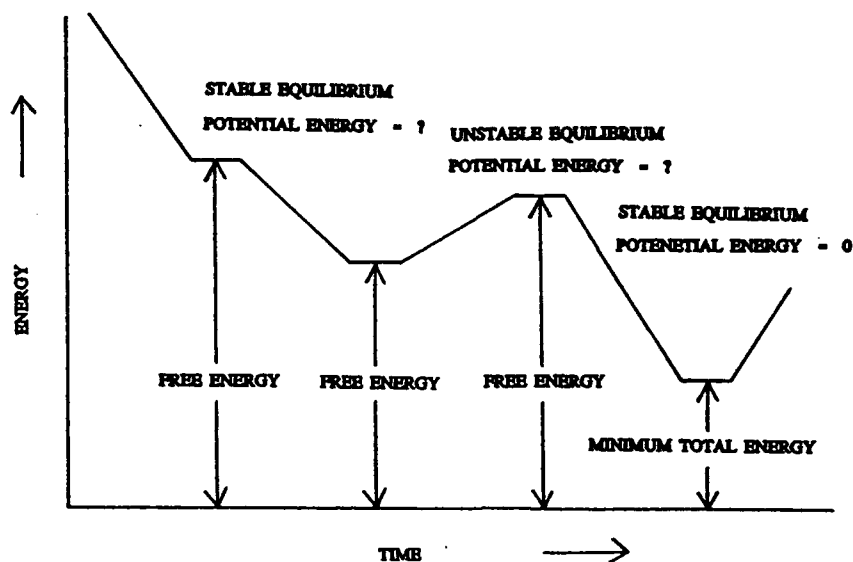 STABLE EQUILIBRIUM
POTENTIAL ENERGY = ?
UNSTABLE EQUILIBRIUM
POTENTIAL ENERGY = ?
STABLE EQUILIBRIUM
POTENETIAL ENERGY = 0
ENERGY
FREE ENERGY
FREE ENERGY
FREE ENERGY
MINIMUM TOTAL ENERGY
TIME